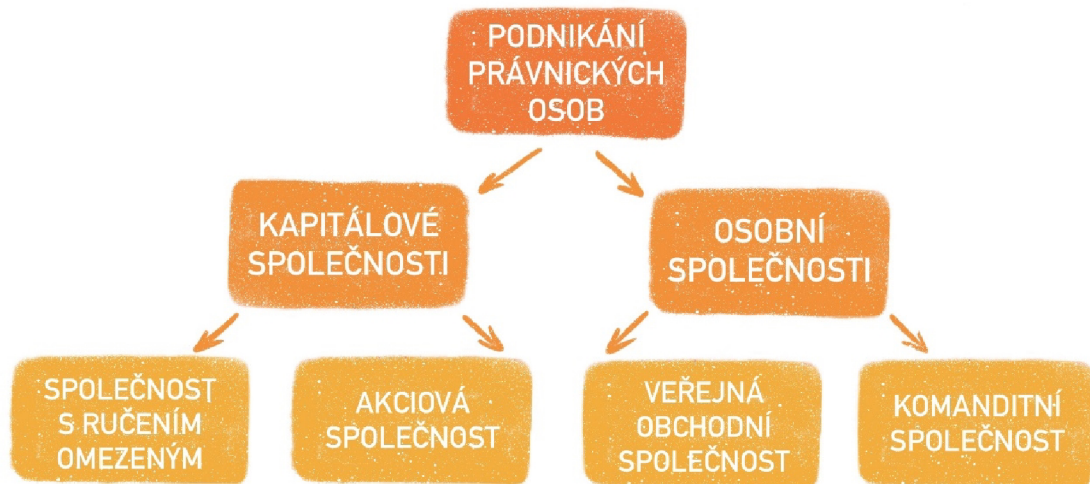 PODNIKÁNÍ
PRÁVNICKÝCH
OSOB
KAPITÁLOVÉ
SPOLEČNOSTI
OSOBNÍ
SPOLEČNOSTI
SPOLEČNOST
S RUČENÍM
OMEZENÝM
AKCIOVÁ
SPOLEČNOST
VEŘEJNÁ
OBCHODNÍ
SPOLEČNOST
KOMANDITNÍ
SPOLEČNOST